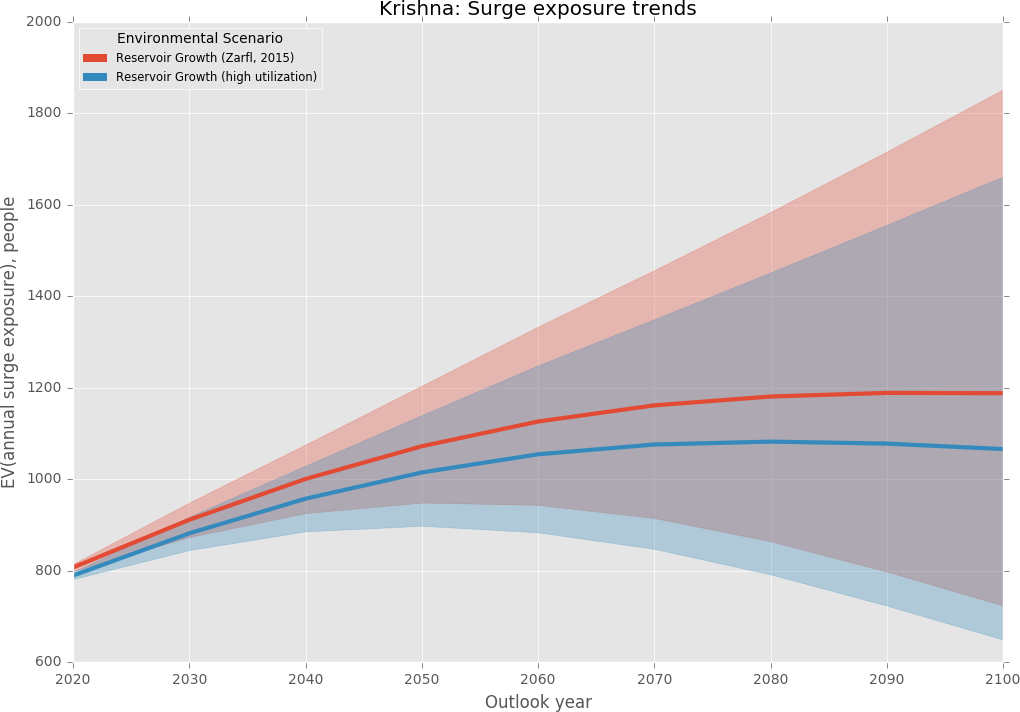 Krishna: Surge exposure trends
Environmental Scenario
Reservoir Growth (Zarfl, 2015)
Reservoir Growth (high utilization)
EV(annual surge exposure), people
2000
1800
1600
1400
1200
1000
800
600
2020 2030 2040 2050 2060 2070 2080 2090 2100
Outlook year